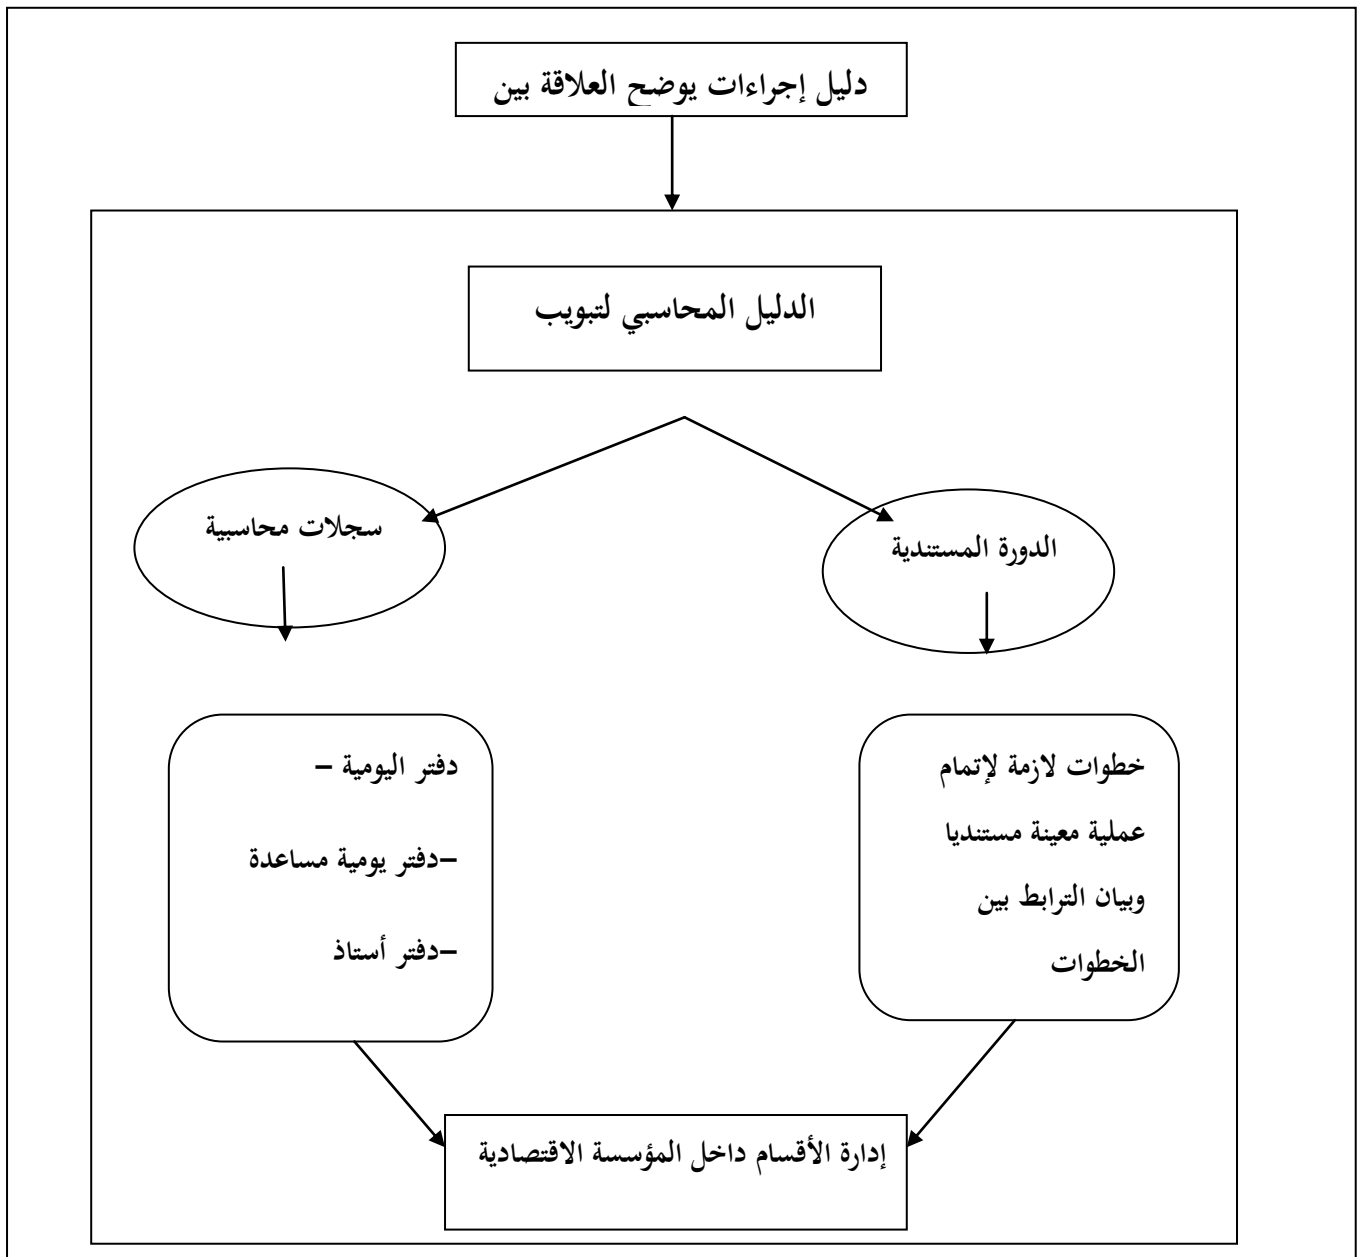 دليل إجراءات يوضح العلاقة بين
الدليل المحاسبي لتبويب
الدورة المستندية
سجلات محاسبية
خطوات لازمة لإتمام
عملية معينة مستنديا
وبيان الترابط بين
الخطوات
دفتر اليومية –
–دفتر يومية مساعدة
–دفتر أستاذ
إدارة الأقسام داخل المؤسسة الاقتصادية